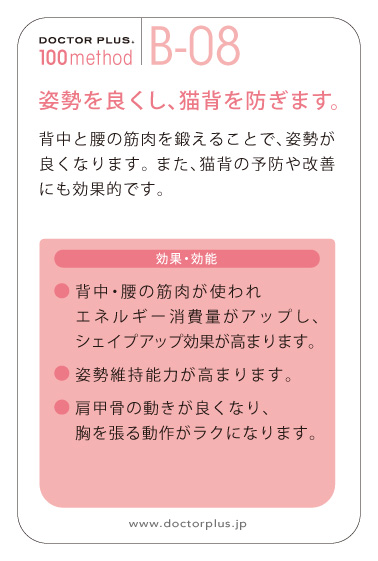 DOCTOR PLUS.
100method
B-08
姿勢を良くし、猫背を防ぎます。
背中と腰の筋肉を鍛えることで、姿勢が
良くなります。また、猫背の予防や改善
にも効果的です。
効果・効能
● 背中・腰の筋肉が使われ
エネルギー消費量がアップし、
シェイプアップ効果が高まります。
● 姿勢維持能力が高まります。
● 肩甲骨の動きが良くなり、
胸を張る動作がラクになります。
www.doctorplus.jp